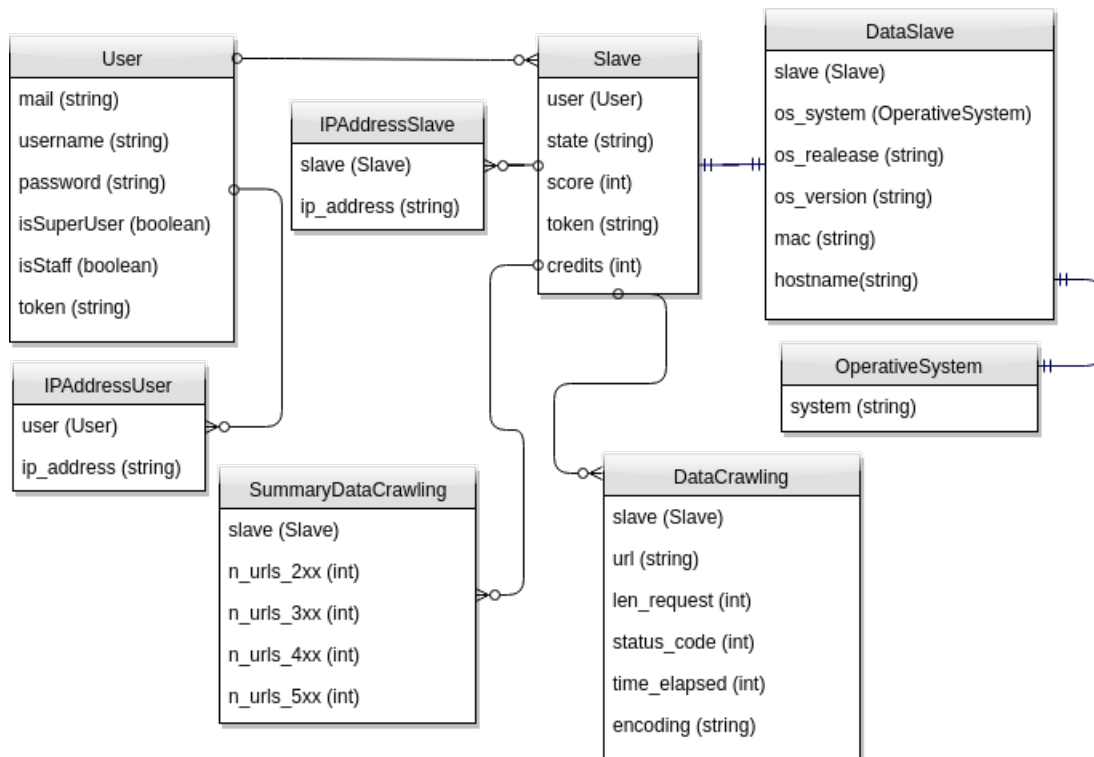 User
mail (string)
username (string)
password (string)
isSuperUser (boolean)
isStaff (boolean)
token (string)
IPAddressSlave
slave (Slave)
ip_address (string)
Slave
user (User)
state (string)
score (int)
token (string)
credits (int)
DataSlave
slave (Slave)
os_system (OperativeSystem)
os_realease (string)
os_version (string)
mac (string)
hostname(string)
OperativeSystem
system (string)
IPAddressUser
user (User)
ip_address (string)
SummaryDataCrawling
slave (Slave)
n_urls_2xx (int)
n_urls_3xx (int)
n_urls_4xx (int)
n_urls_5xx (int)
DataCrawling
slave (Slave)
url (string)
len_request (int)
status_code (int)
time_elapsed (int)
encoding (string)